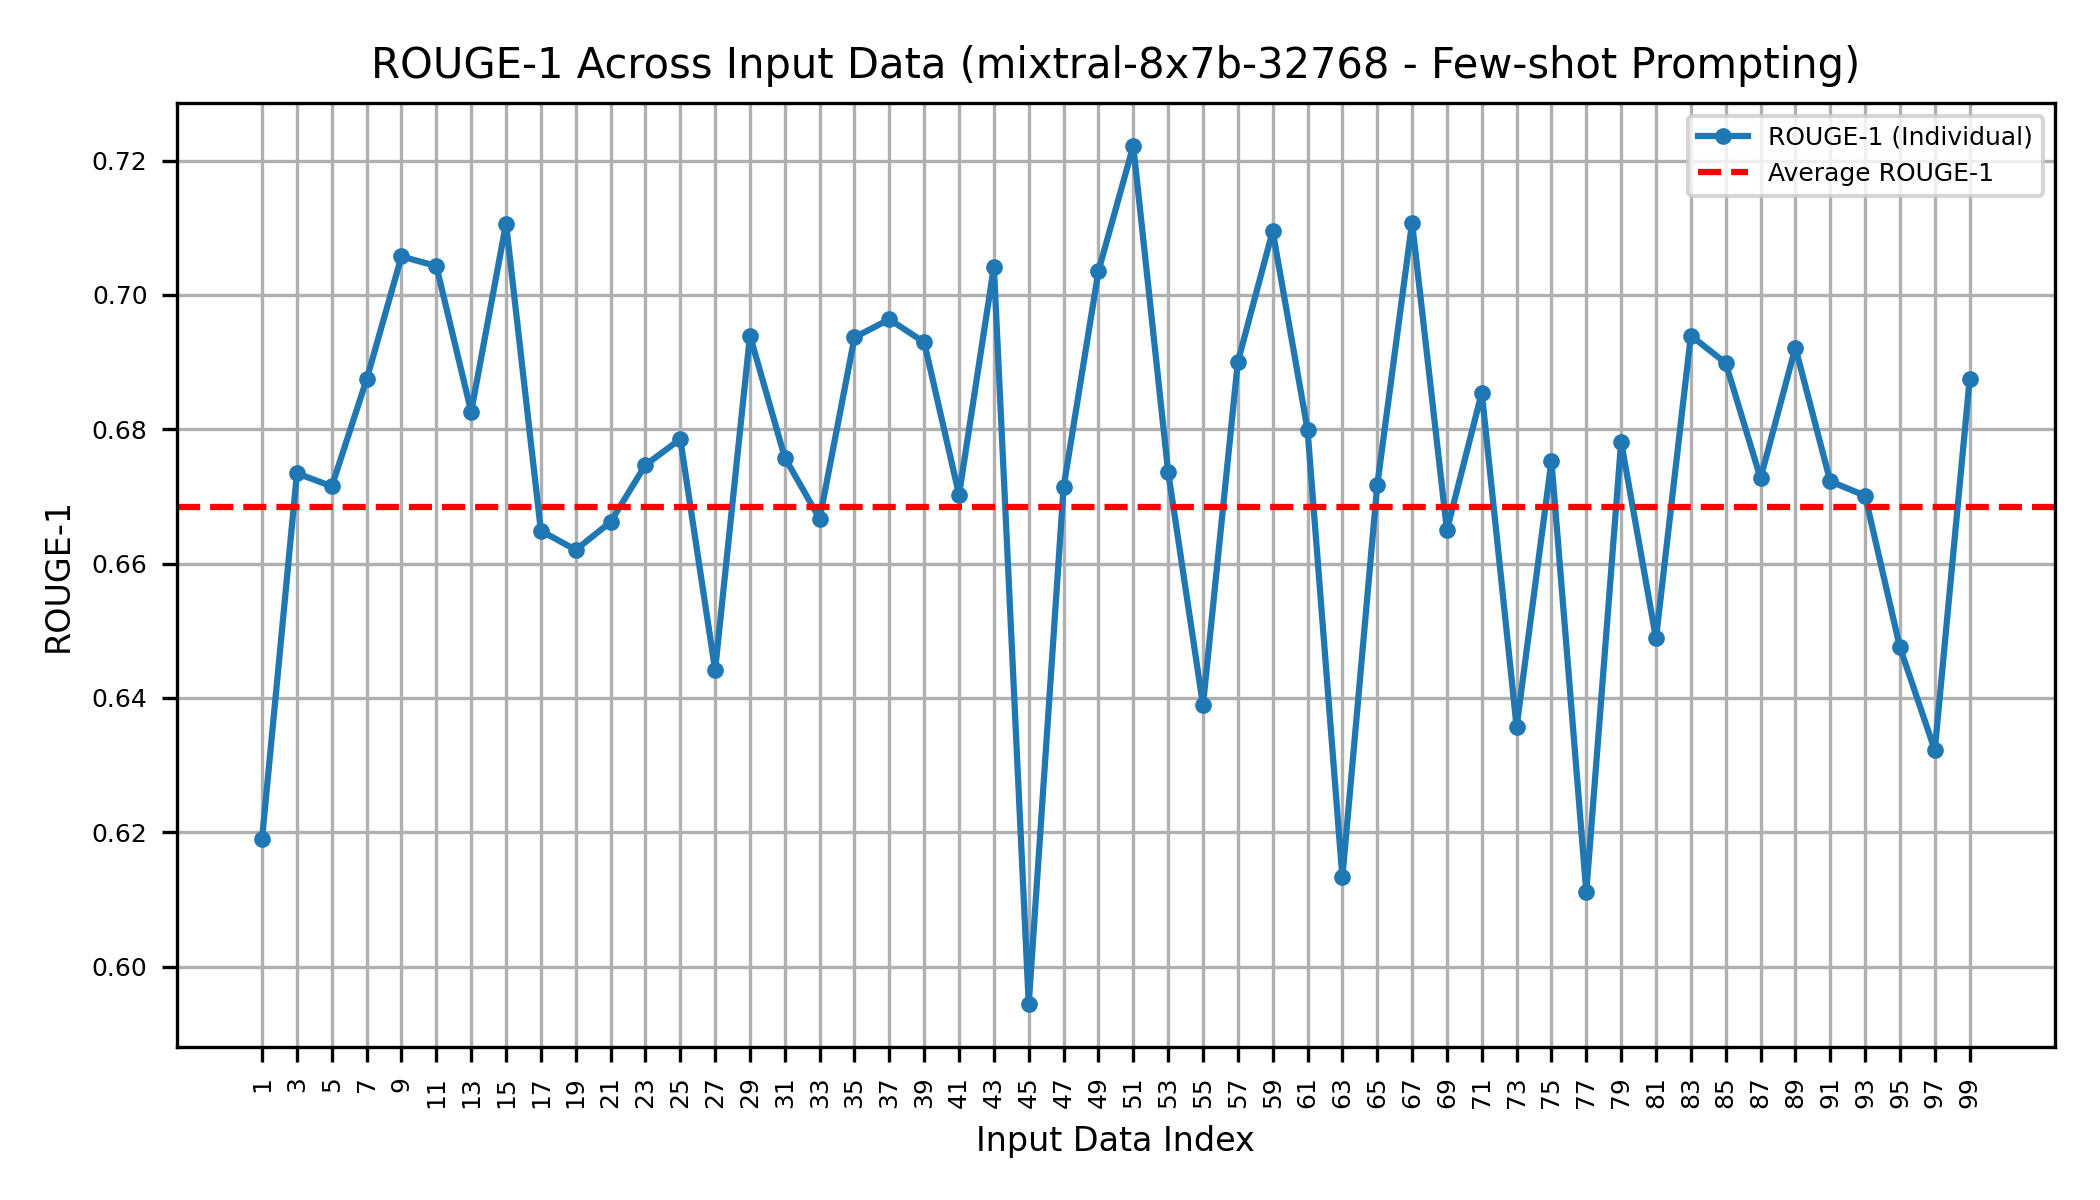 ROUGE-1 Across Input Data (mixtral-8x7b-32768 - Few-shot Prompting)
ROUGE-1 (Individual)
Average ROUGE-1
0.72
0.70
0.68
0.66
0.64
0.62
0.60
ROUGE-1
1 3 5 7 9 11 13 15 17 19 21 23 25 27 29 31 33 35 37 39 41 43 45 47 49 51 53 55 57 59 61 63 65 67 69 71 73 75 77 79 81 83 85 87 89 91 93 95 97 99
Input Data Index